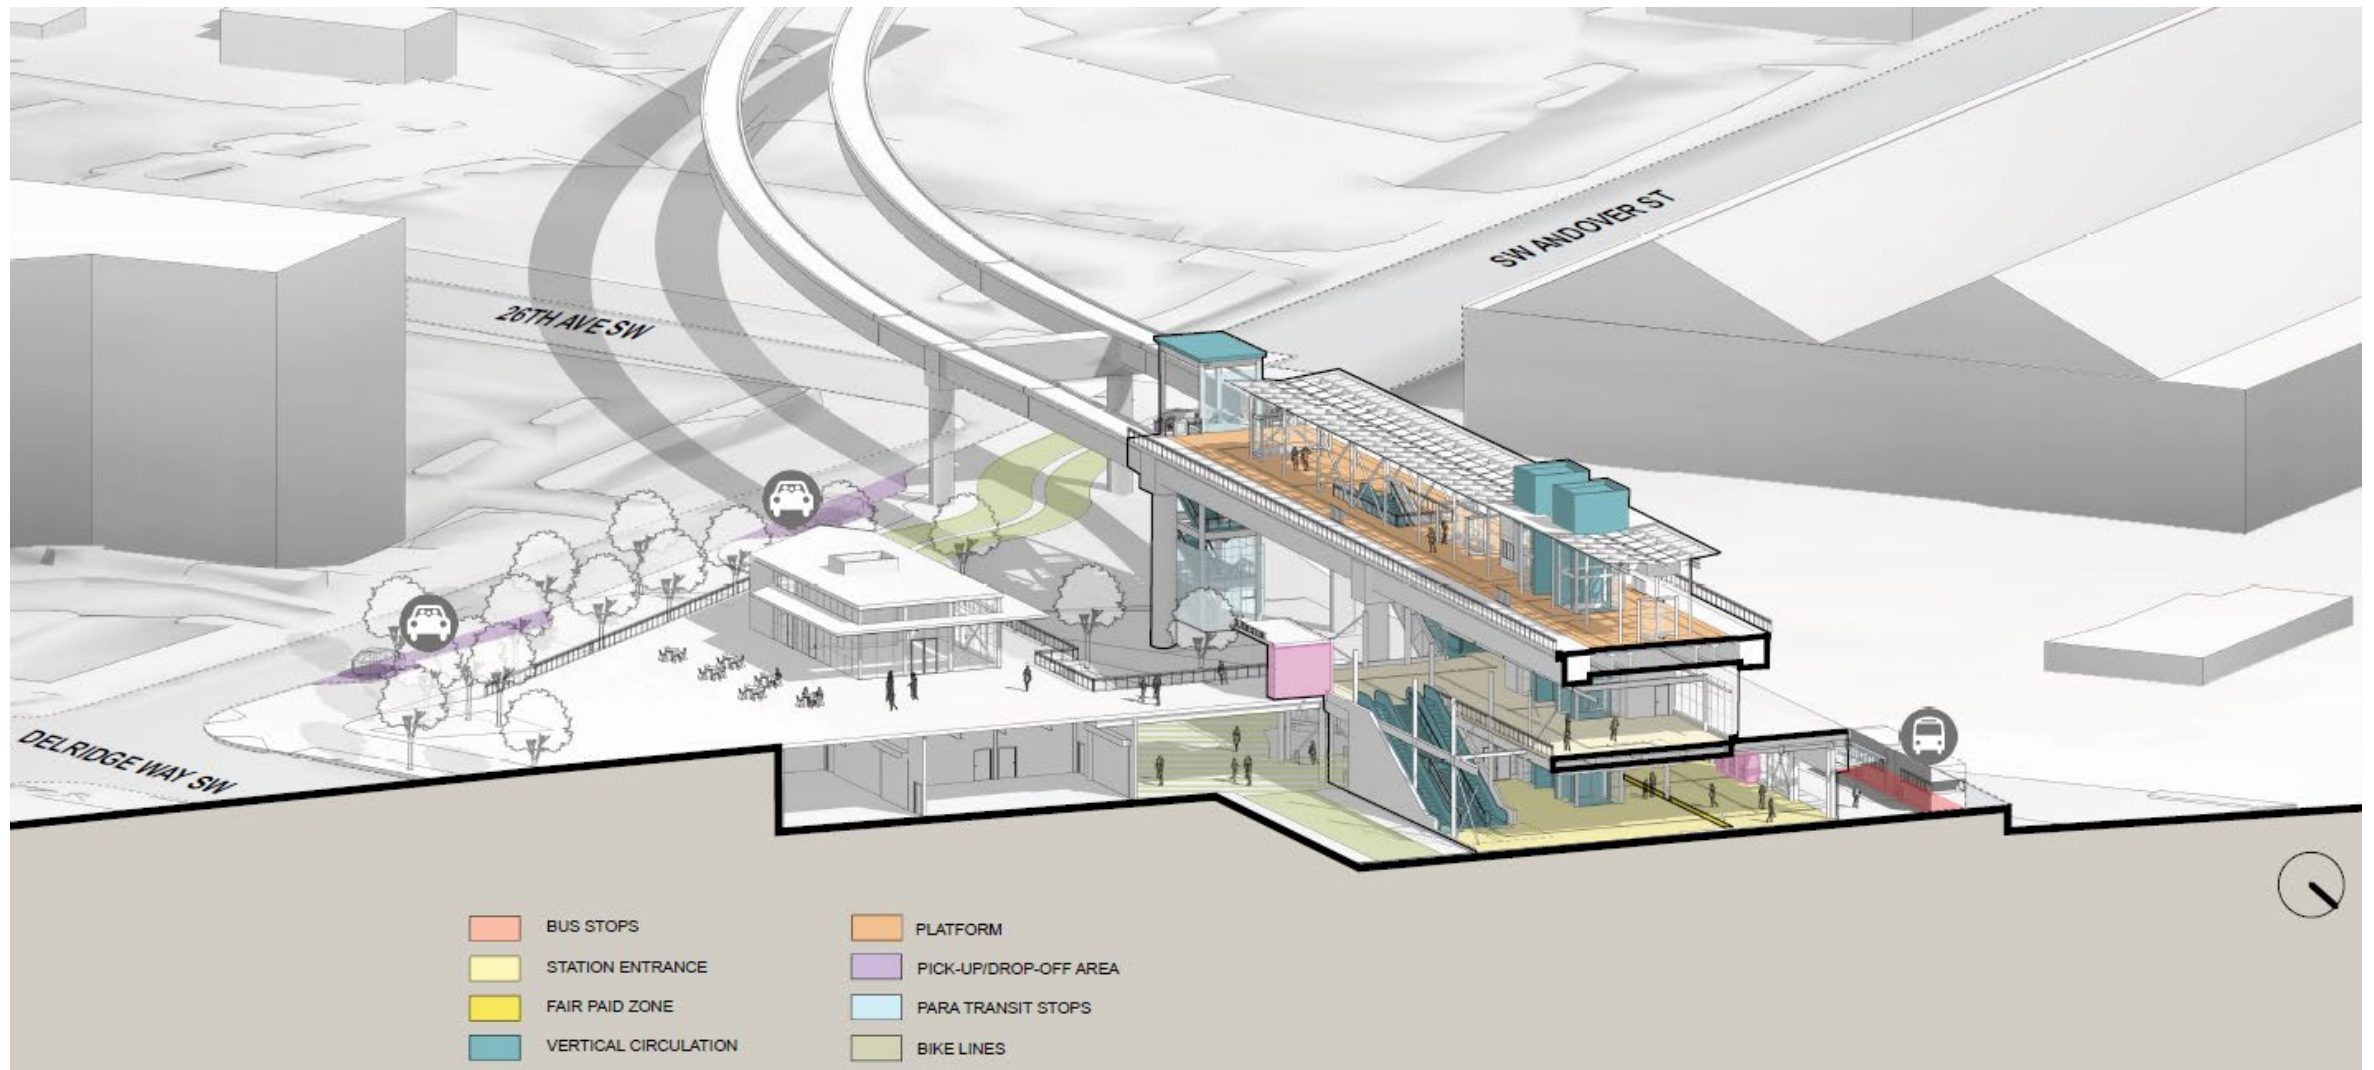 SW ANDOVER ST
26TH AVE SW
DELRIDGE WAY SW
BUS STOPS
STATION ENTRANCE
FAIR PAID ZONE
VERTICAL CIRCULATION
PLATFORM
PICK-UP/DROP-OFF AREA
PARA TRANSIT STOPS
BIKE LINES